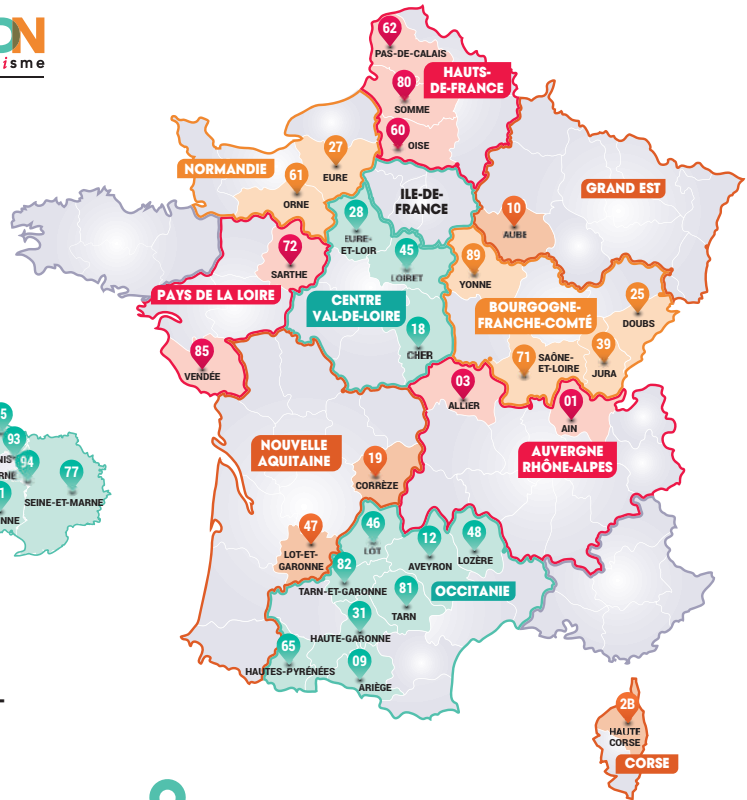 ON
isme
62
PAS-DE-CALAIS
HAUTS-
DE-FRANCE
80
SOMME
60
OISE
27
EURE
NORMANDIE
61
ORNE
ILE-DE-
FRANCE
GRAND EST
10
AUBE
28
EURE-
ET-LOIR
45
LOIRET
72
SARTHE
89
YONNE
PAYS DE LA LOIRE
CENTRE
VAL-DE-LOIRE
BOURGOGNE-
FRANCHE-COMTÉ
25
DOUBS
18
CHER
39
JURA
71
SAÔNE-
ET-LOIRE
85
VENDÉE
03
ALLIER
01
AIN
AUVERGNE
RHÔNE-ALPES
5
93
94
77
SEINE-ET-MARNE
NIS
RNE
1
NNE
NOUVELLE
AQUITAINE
19
CORRÈZE
47
LOT-ET-
GARONNE
46
LOT
12
AVEYRON
48
LOZÈRE
82
TARN-ET-GARONNE
81
TARN
OCCITANIE
31
HAUTE-GARONNE
65
HAUTES-PYRÉNÉES
09
ARIÈGE
2B
HAUTE
CORSE
CORSE